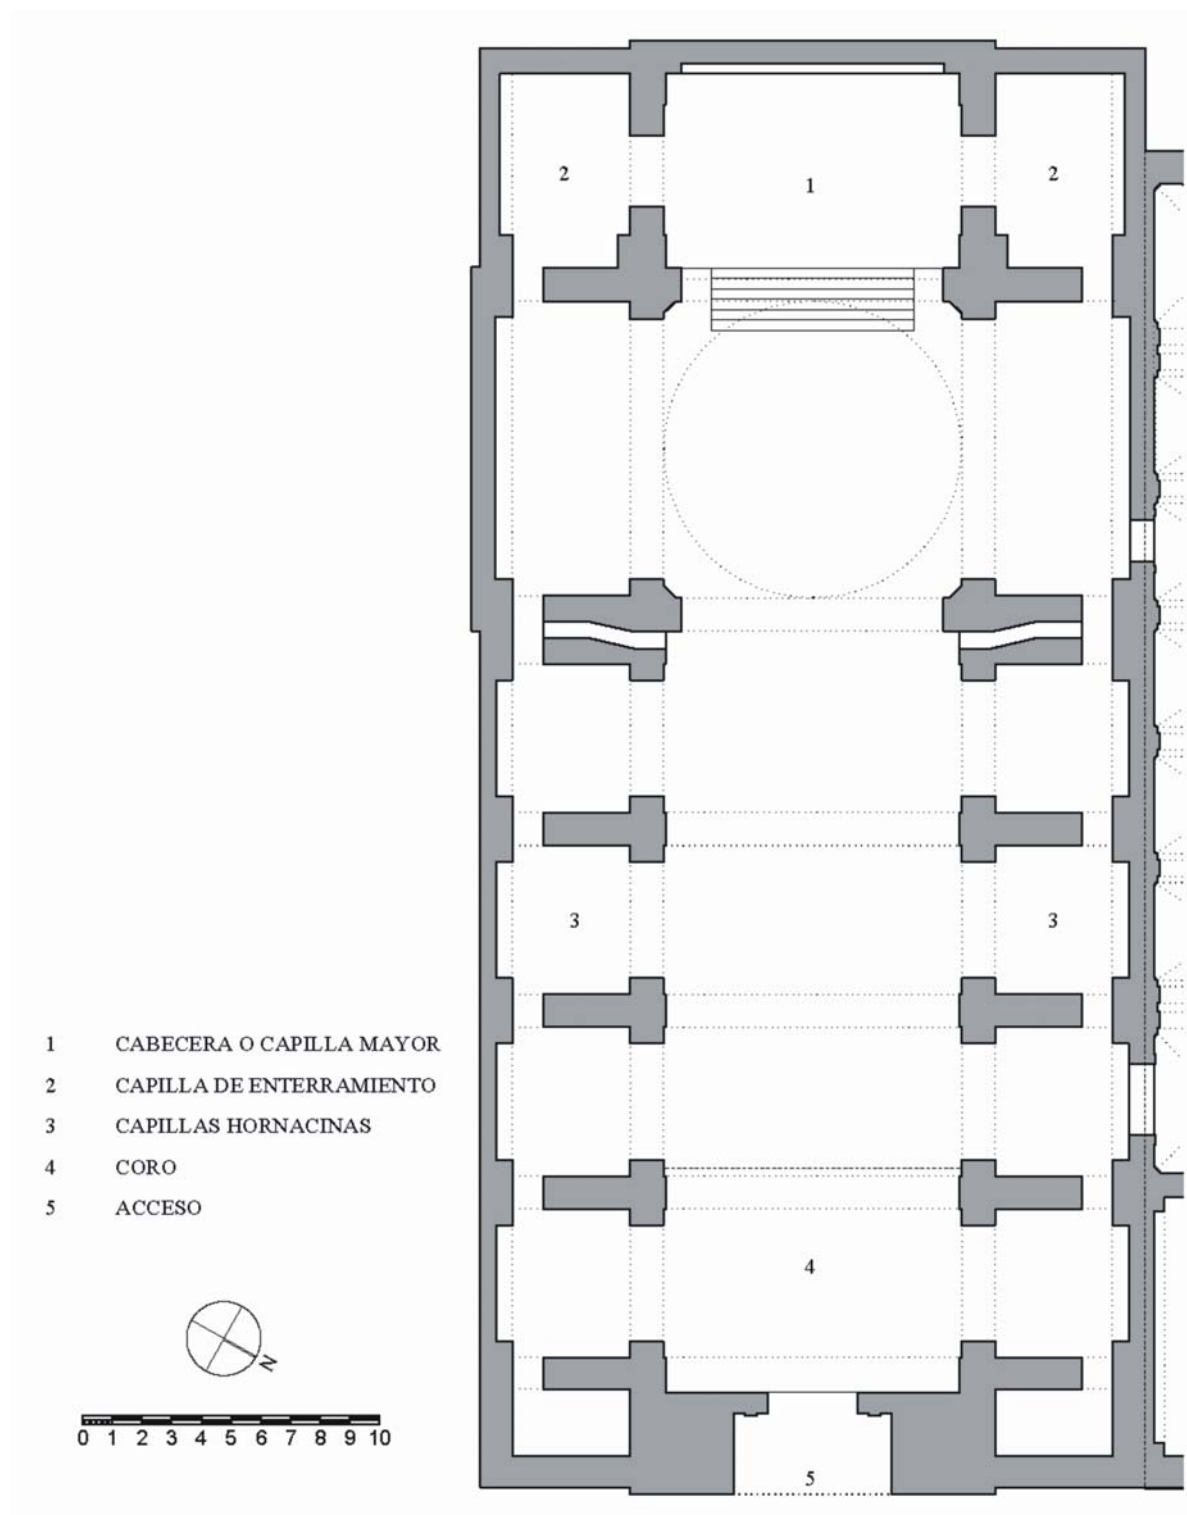 2
1
2
3
3
1 CABECERA O CAPILLA MAYOR
2 CAPILLA DE ENTERRAMIENTO
3 CAPILLAS HORNACINAS
4 CORO
5 ACCESO
4
N
0 1 2 3 4 5 6 7 8 9 10
5